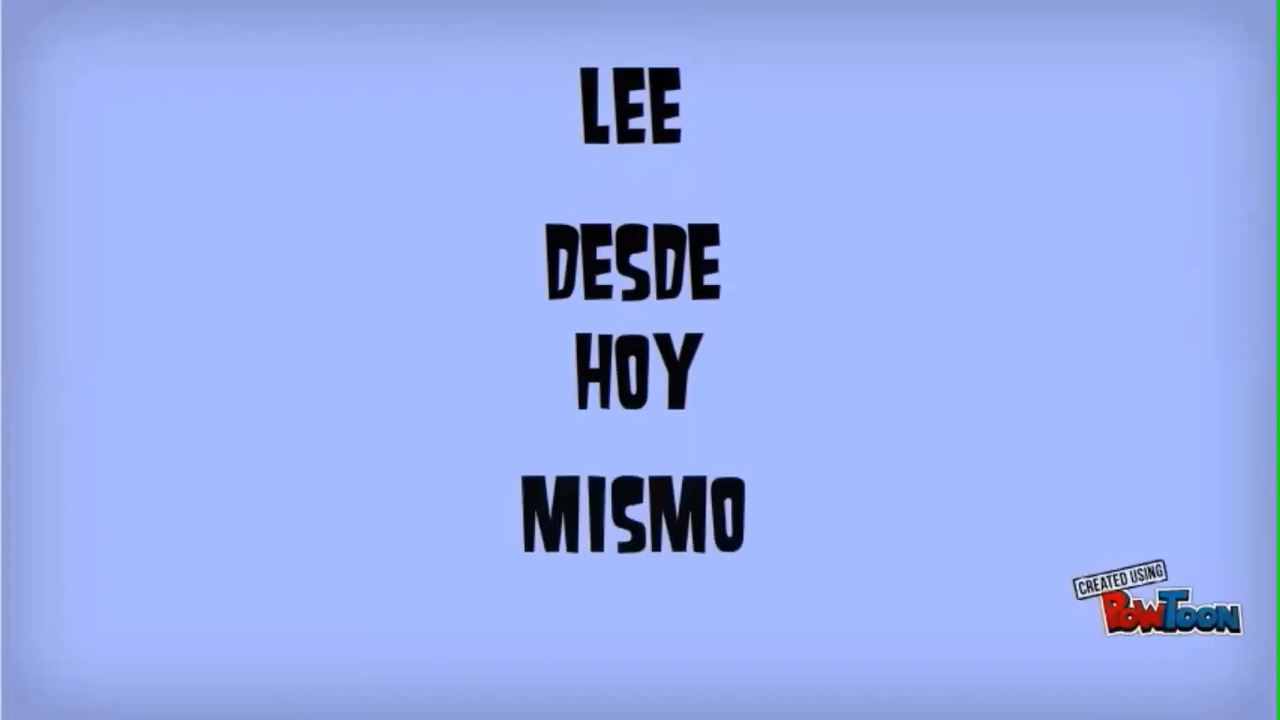 LEE
DESDE
HOY
MISMO
CREATED USING
POWTOON